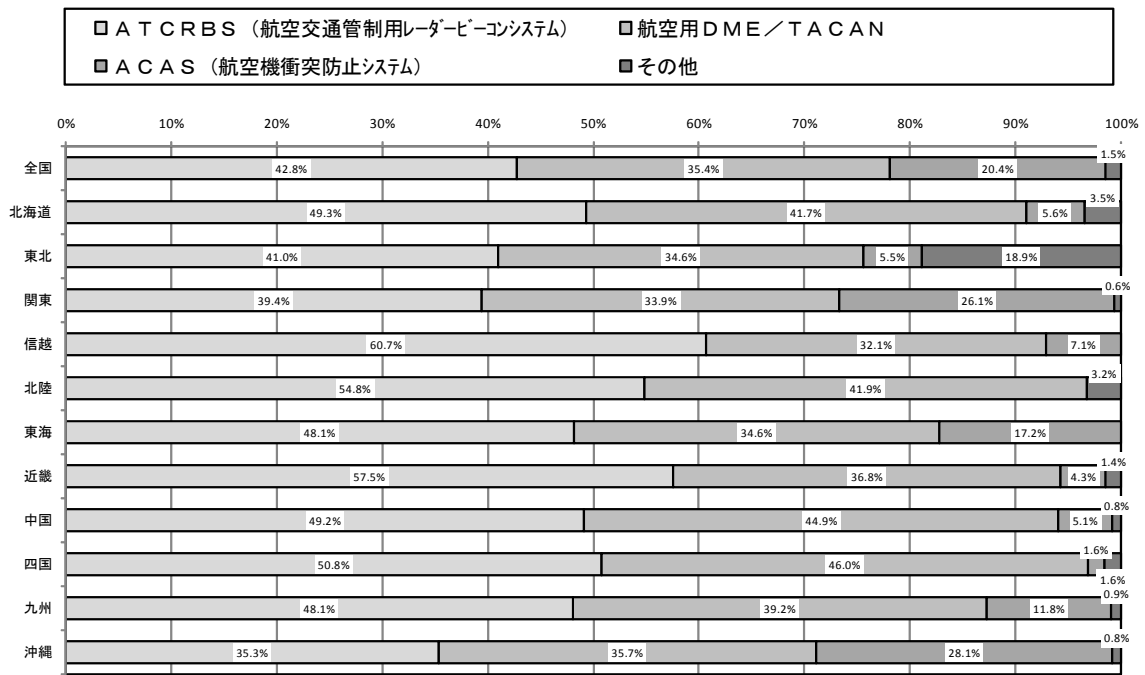 ATCRBS（航空交通管制用レーダービーコンシステム） 航空用DME／TACAN
ACAS（航空機衝突防止システム） その他
0% 10% 20% 30% 40% 50% 60% 70% 80% 90% 100%
全国 42.8% 35.4% 20.4% 1.5%
北海道 49.3% 41.7% 5.6% 3.5%
東北 41.0% 34.6% 5.5% 18.9%
関東 39.4% 33.9% 26.1% 0.6%
信越 60.7% 32.1% 7.1%
北陸 54.8% 41.9% 3.2%
東海 48.1% 34.6% 17.2%
近畿 57.5% 36.8% 4.3% 1.4%
中国 49.2% 44.9% 5.1% 0.8%
四国 50.8% 46.0% 1.6% 1.6%
九州 48.1% 39.2% 11.8% 0.9%
沖縄 35.3% 35.7% 28.1% 0.8%